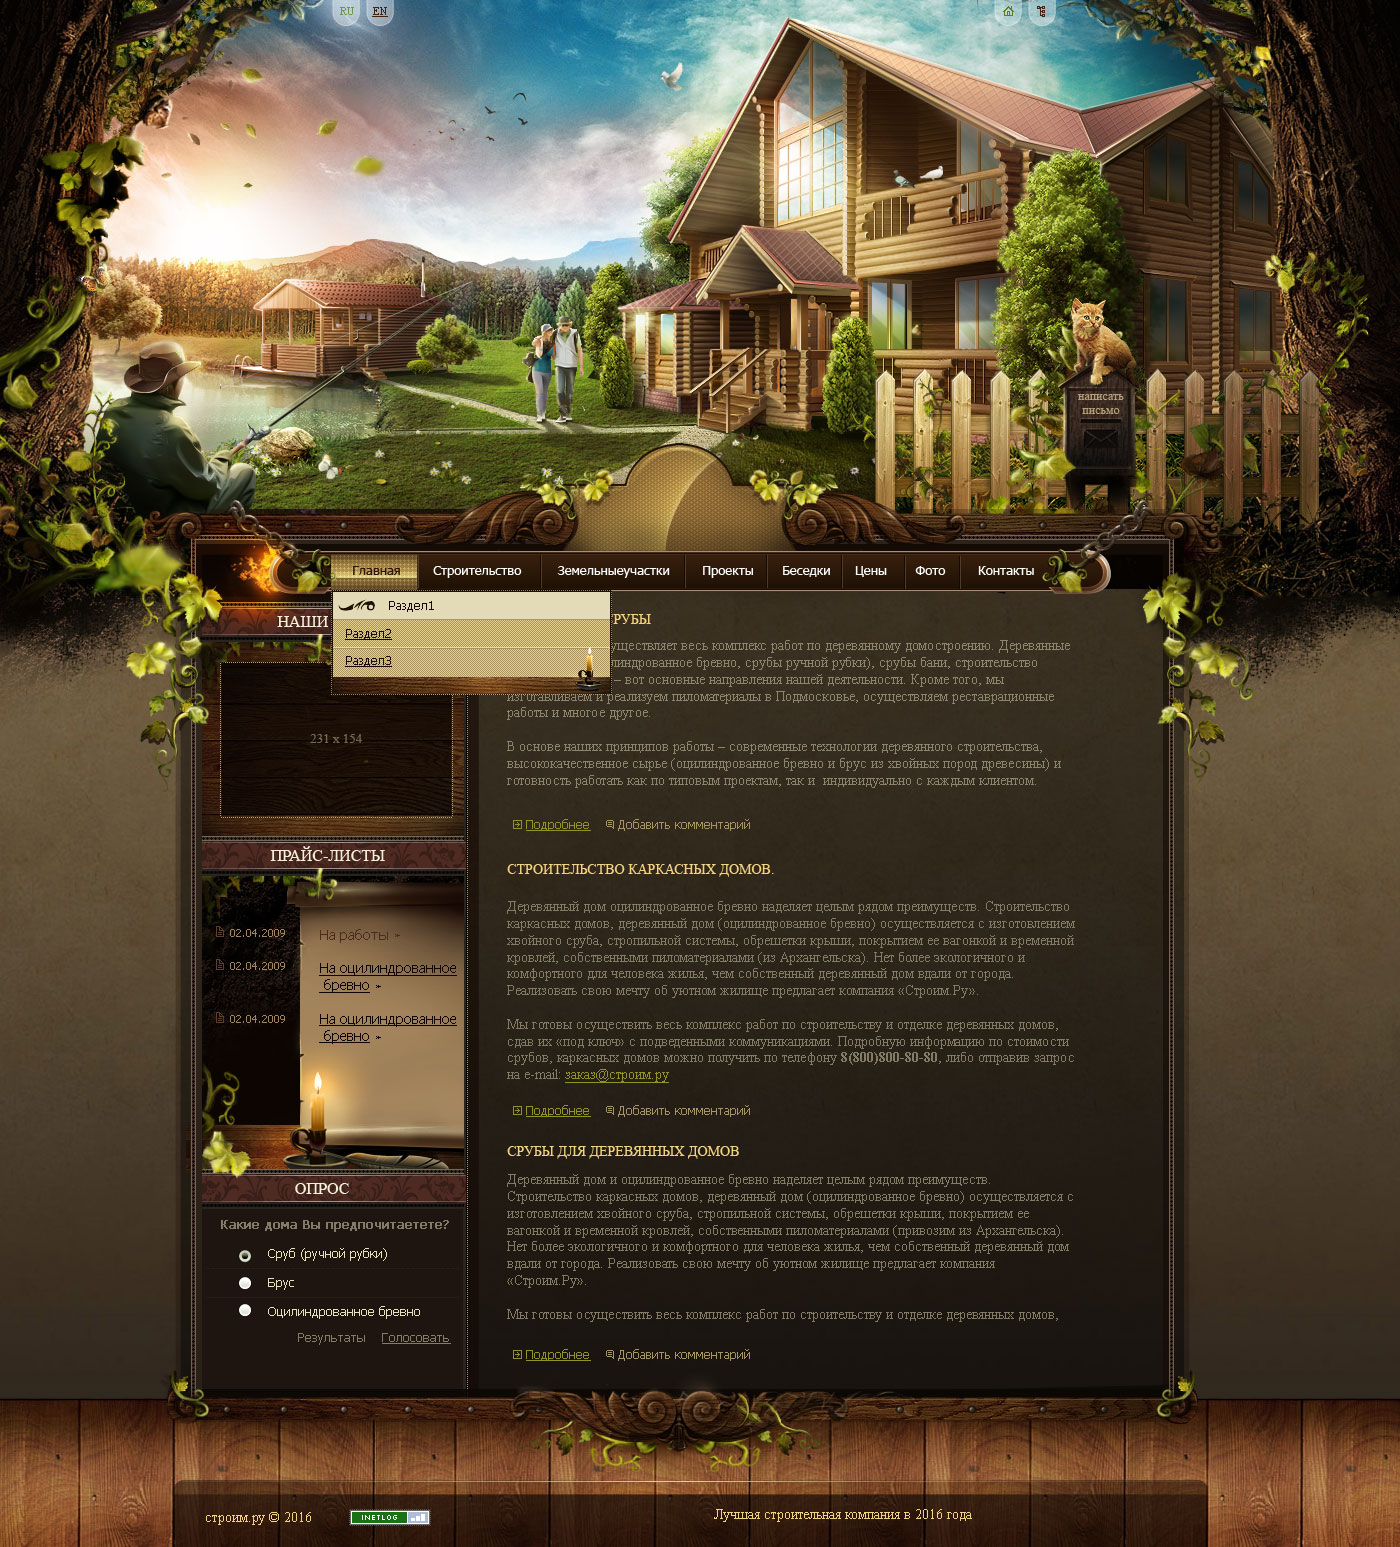 RU EN
написать
письмо
Главная Строительство Земельныеучастки Проекты Беседки Цены Фото Контакты
Раздел1
Раздел2
Раздел3
НАШИ
231 x 154
ПРАЙС-ЛИСТЫ
02.04.2009 На работы
02.04.2009 На оцилиндрованное
бревно
02.04.2009 На оцилиндрованное
бревно
ОПРОС
Какие дома Вы предпочитаетете?
Сруб (ручной рубки)
Брус
Оцилиндрованное бревно
Результаты Голосовать
РУБЫ
уществляет весь комплекс работ по деревянному домостроению. Деревянные
линдрованное бревно, срубы ручной рубки), срубы бани, строительство
– вот основные направления нашей деятельности. Кроме того, мы
изготавливаем и реализуем пиломатериалы в Подмосковье, осуществляем реставрационные
работы и многое другое.
В основе наших принципов работы – современные технологии деревянного строительства,
высококачественное сырье (оцилиндрованное бревно и брус из хвойных пород древесины) и
готовность работать как по типовым проектам, так и индивидуально с каждым клиентом.
Подробнее Добавить комментарий
СТРОИТЕЛЬСТВО КАРКАСНЫХ ДОМОВ.
Деревянный дом оцилиндрованное бревно наделяет целым рядом преимуществ. Строительство
каркасных домов, деревянный дом (оцилиндрованное бревно) осуществляется с изготовлением
хвойного сруба, стропильной системы, обрешетки крыши, покрытием ее вагонкой и временной
кровлей, собственными пиломатериалами (из Архангельска). Нет более экологичного и
комфортного для человека жилья, чем собственный деревянный дом вдали от города.
Реализовать свою мечту об уютном жилище предлагает компания «Строим.Ру».
Мы готовы осуществить весь комплекс работ по строительству и отделке деревянных домов,
сдав их «под ключ» с подведенными коммуникациями. Подробную информацию по стоимости
срубов, каркасных домов можно получить по телефону 8(800)800-80-80, либо отправив запрос
на e-mail: заказ@строим.ру
Подробнее Добавить комментарий
СРУБЫ ДЛЯ ДЕРЕВЯННЫХ ДОМОВ
Деревянный дом и оцилиндрованное бревно наделяет целым рядом преимуществ.
Строительство каркасных домов, деревянный дом (оцилиндрованное бревно) осуществляется с
изготовлением хвойного сруба, стропильной системы, обрешетки крыши, покрытием ее
вагонкой и временной кровлей, собственными пиломатериалами (привозим из Архангельска).
Нет более экологичного и комфортного для человека жилья, чем собственный деревянный дом
вдали от города. Реализовать свою мечту об уютном жилище предлагает компания
«Строим.Ру».
Мы готовы осуществить весь комплекс работ по строительству и отделке деревянных домов,
Подробнее Добавить комментарий
строим.ру © 2016 INETLOG Лучшая строительная компания в 2016 года